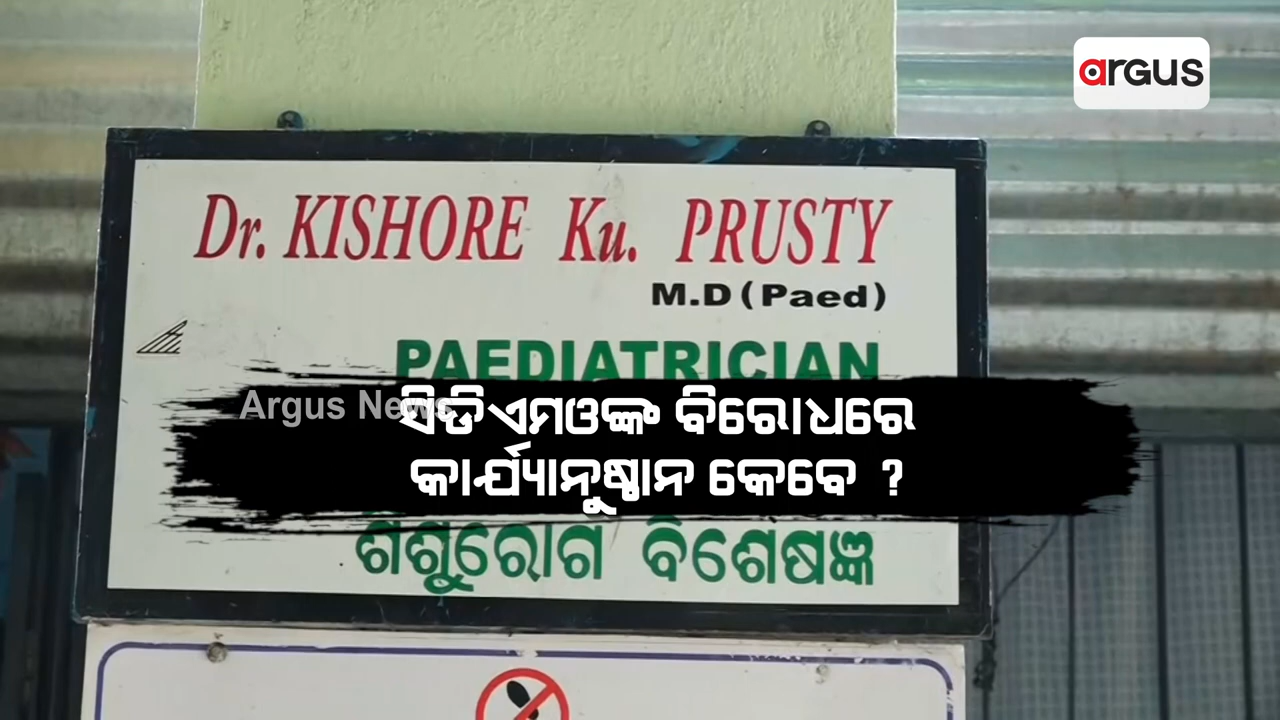 argus
Dr. KISHORE Ku. PRUSTY
M.D (Paed)
PAEDIATRICIAN
Argus News
ସିଡିଏମଓଙ୍କ ବିରୋଧରେ
କାର୍ଯ୍ୟାନୁଷ୍ଠାନ କେବେ ?
ଶିଶୁରୋଗ ବିଶେଷଜ୍ଞ